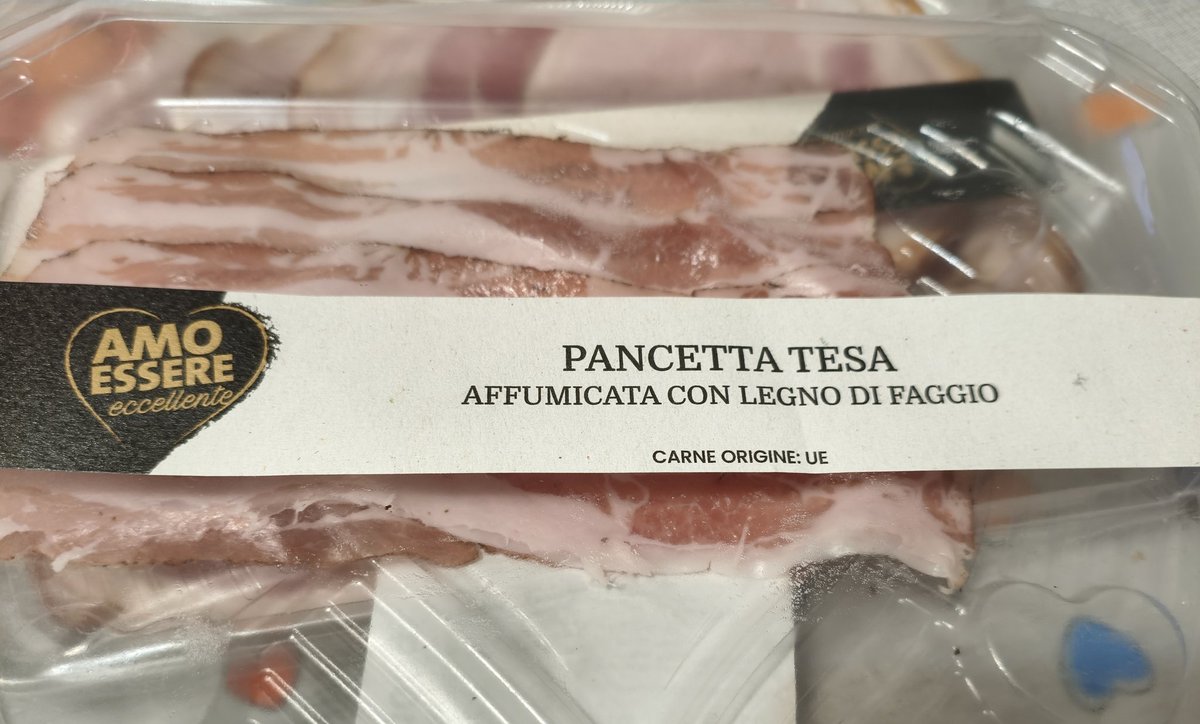 AMO
ESSERE
eccellente
PANCETTA TESA
AFFUMICATA CON LEGNO DI FAGGIO
CARNE ORIGINE: UE